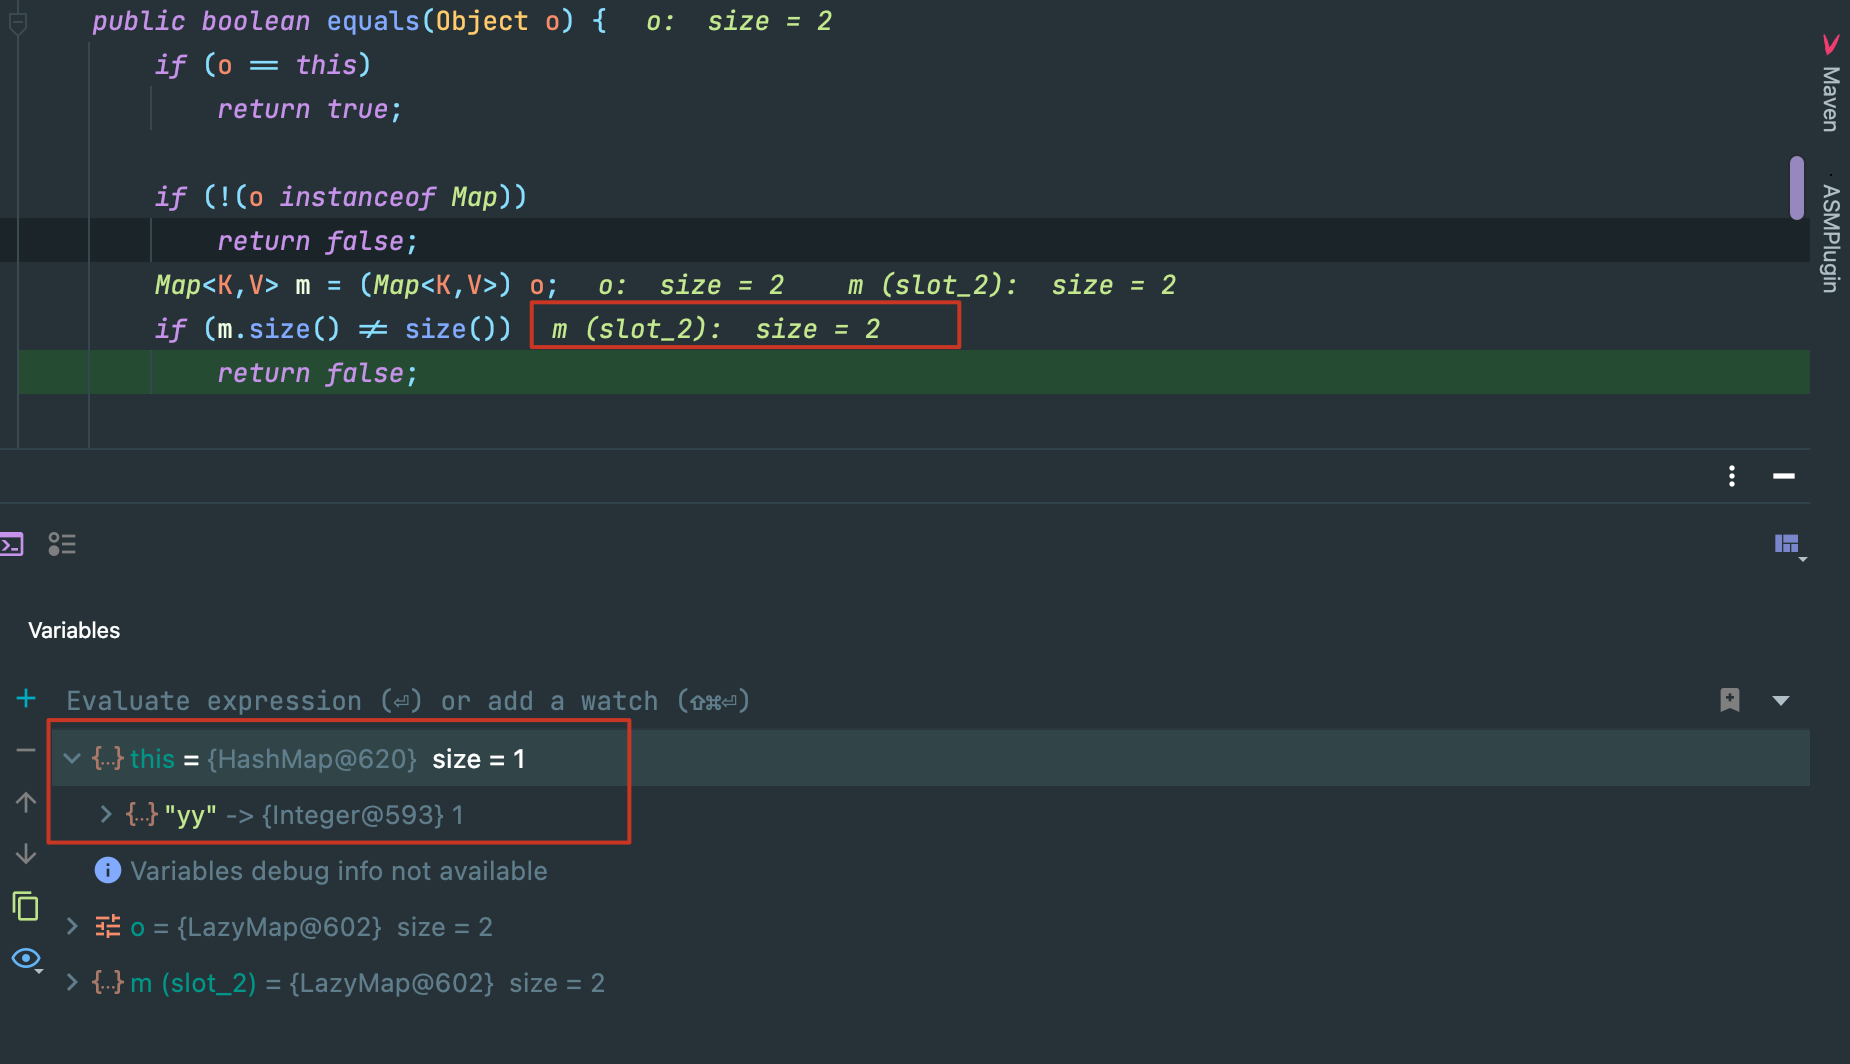 public boolean equals(Object o) {   o:  size = 2
if (o == this)
return true;
if (!(o instanceof Map))
return false;
Map<K,V> m = (Map<K,V>) o;   o:  size = 2    m (slot_2):  size = 2
if (m.size() ≠ size())   m (slot_2):  size = 2
return false;
Maven
ASMPlugin
Variables
Evaluate expression (⏎) or add a watch (⇧⌘⏎)
{...} this = {HashMap@620}  size = 1
{...} "yy" -> {Integer@593} 1
Variables debug info not available
o = {LazyMap@602}  size = 2
{...} m (slot_2) = {LazyMap@602}  size = 2